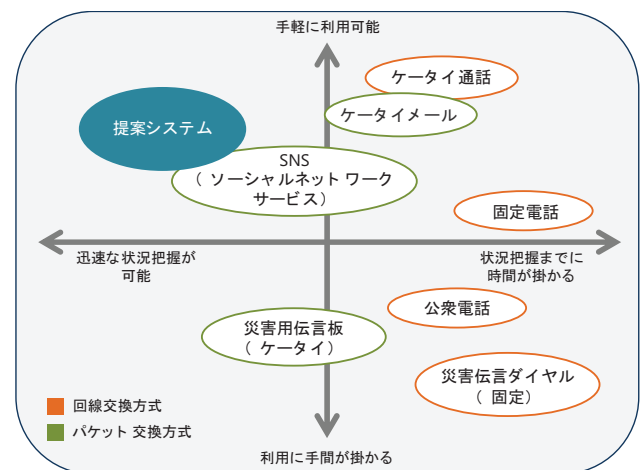 手軽に利用可能
ケータイ通話
ケータイメール
提案システム
SNS
( ソーシャルネットワーク
サービス)
固定電話
迅速な状況把握が
可能
状況把握までに
時間が掛かる
公衆電話
災害用伝言板
( ケータイ)
災害伝言ダイヤル
( 固定)
回線交換方式
パケット交換方式
利用に手間が掛かる